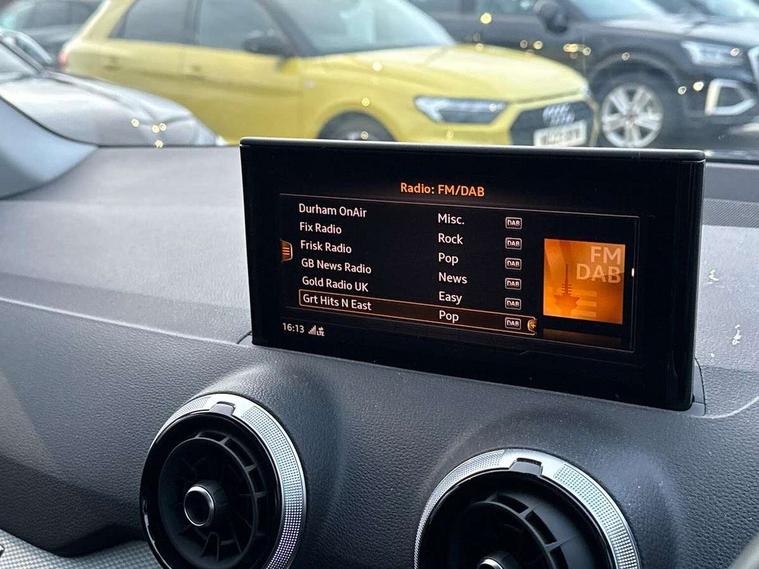 Radio: FM/DAB
Durham OnAir Misc. DAB
Fix Radio Rock DAB
Frisk Radio Pop DAB
GB News Radio News DAB
Gold Radio UK Easy DAB
Grt Hits N East Pop DAB
FM
DAB
16:13 LTE